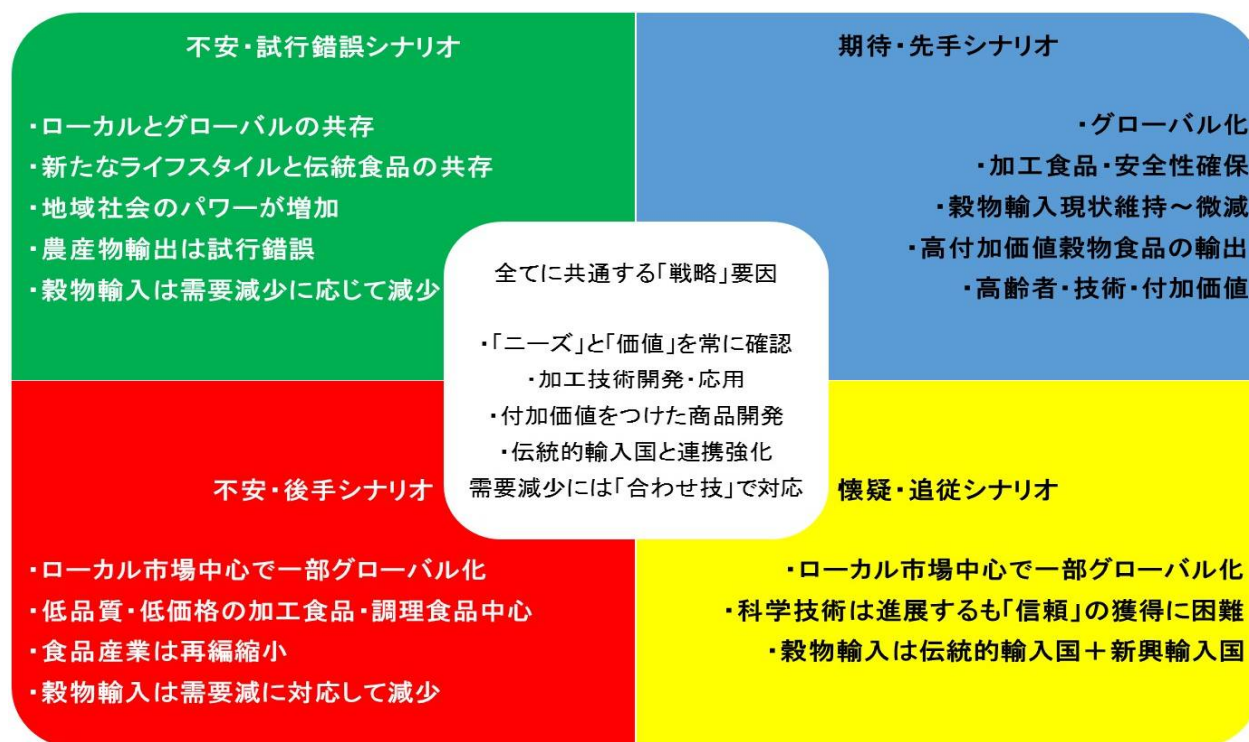 不安・試行錯誤シナリオ
・ローカルとグローバルの共存
・新たなライフスタイルと伝統食品の共存
・地域社会のパワーが増加
・農産物輸出は試行錯誤
・穀物輸入は需要減少に応じて減少
期待・先手シナリオ
・グローバル化
・加工食品・安全性確保
・穀物輸入現状維持～微減
・高付加価値穀物食品の輸出
・高齢者・技術・付加価値
全てに共通する「戦略」要因
・「ニーズ」と「価値」を常に確認
・加工技術開発・応用
・付加価値をつけた商品開発
・伝統的輸入国と連携強化
需要減少には「合わせ技」で対応
不安・後手シナリオ
・ローカル市場中心で一部グローバル化
・低品質・低価格の加工食品・調理食品中心
・食品産業は再編縮小
・穀物輸入は需要減に対応して減少
懐疑・追従シナリオ
・ローカル市場中心で一部グローバル化
・科学技術は進展するも「信頼」の獲得に困難
・穀物輸入は伝統的輸入国＋新興輸入国